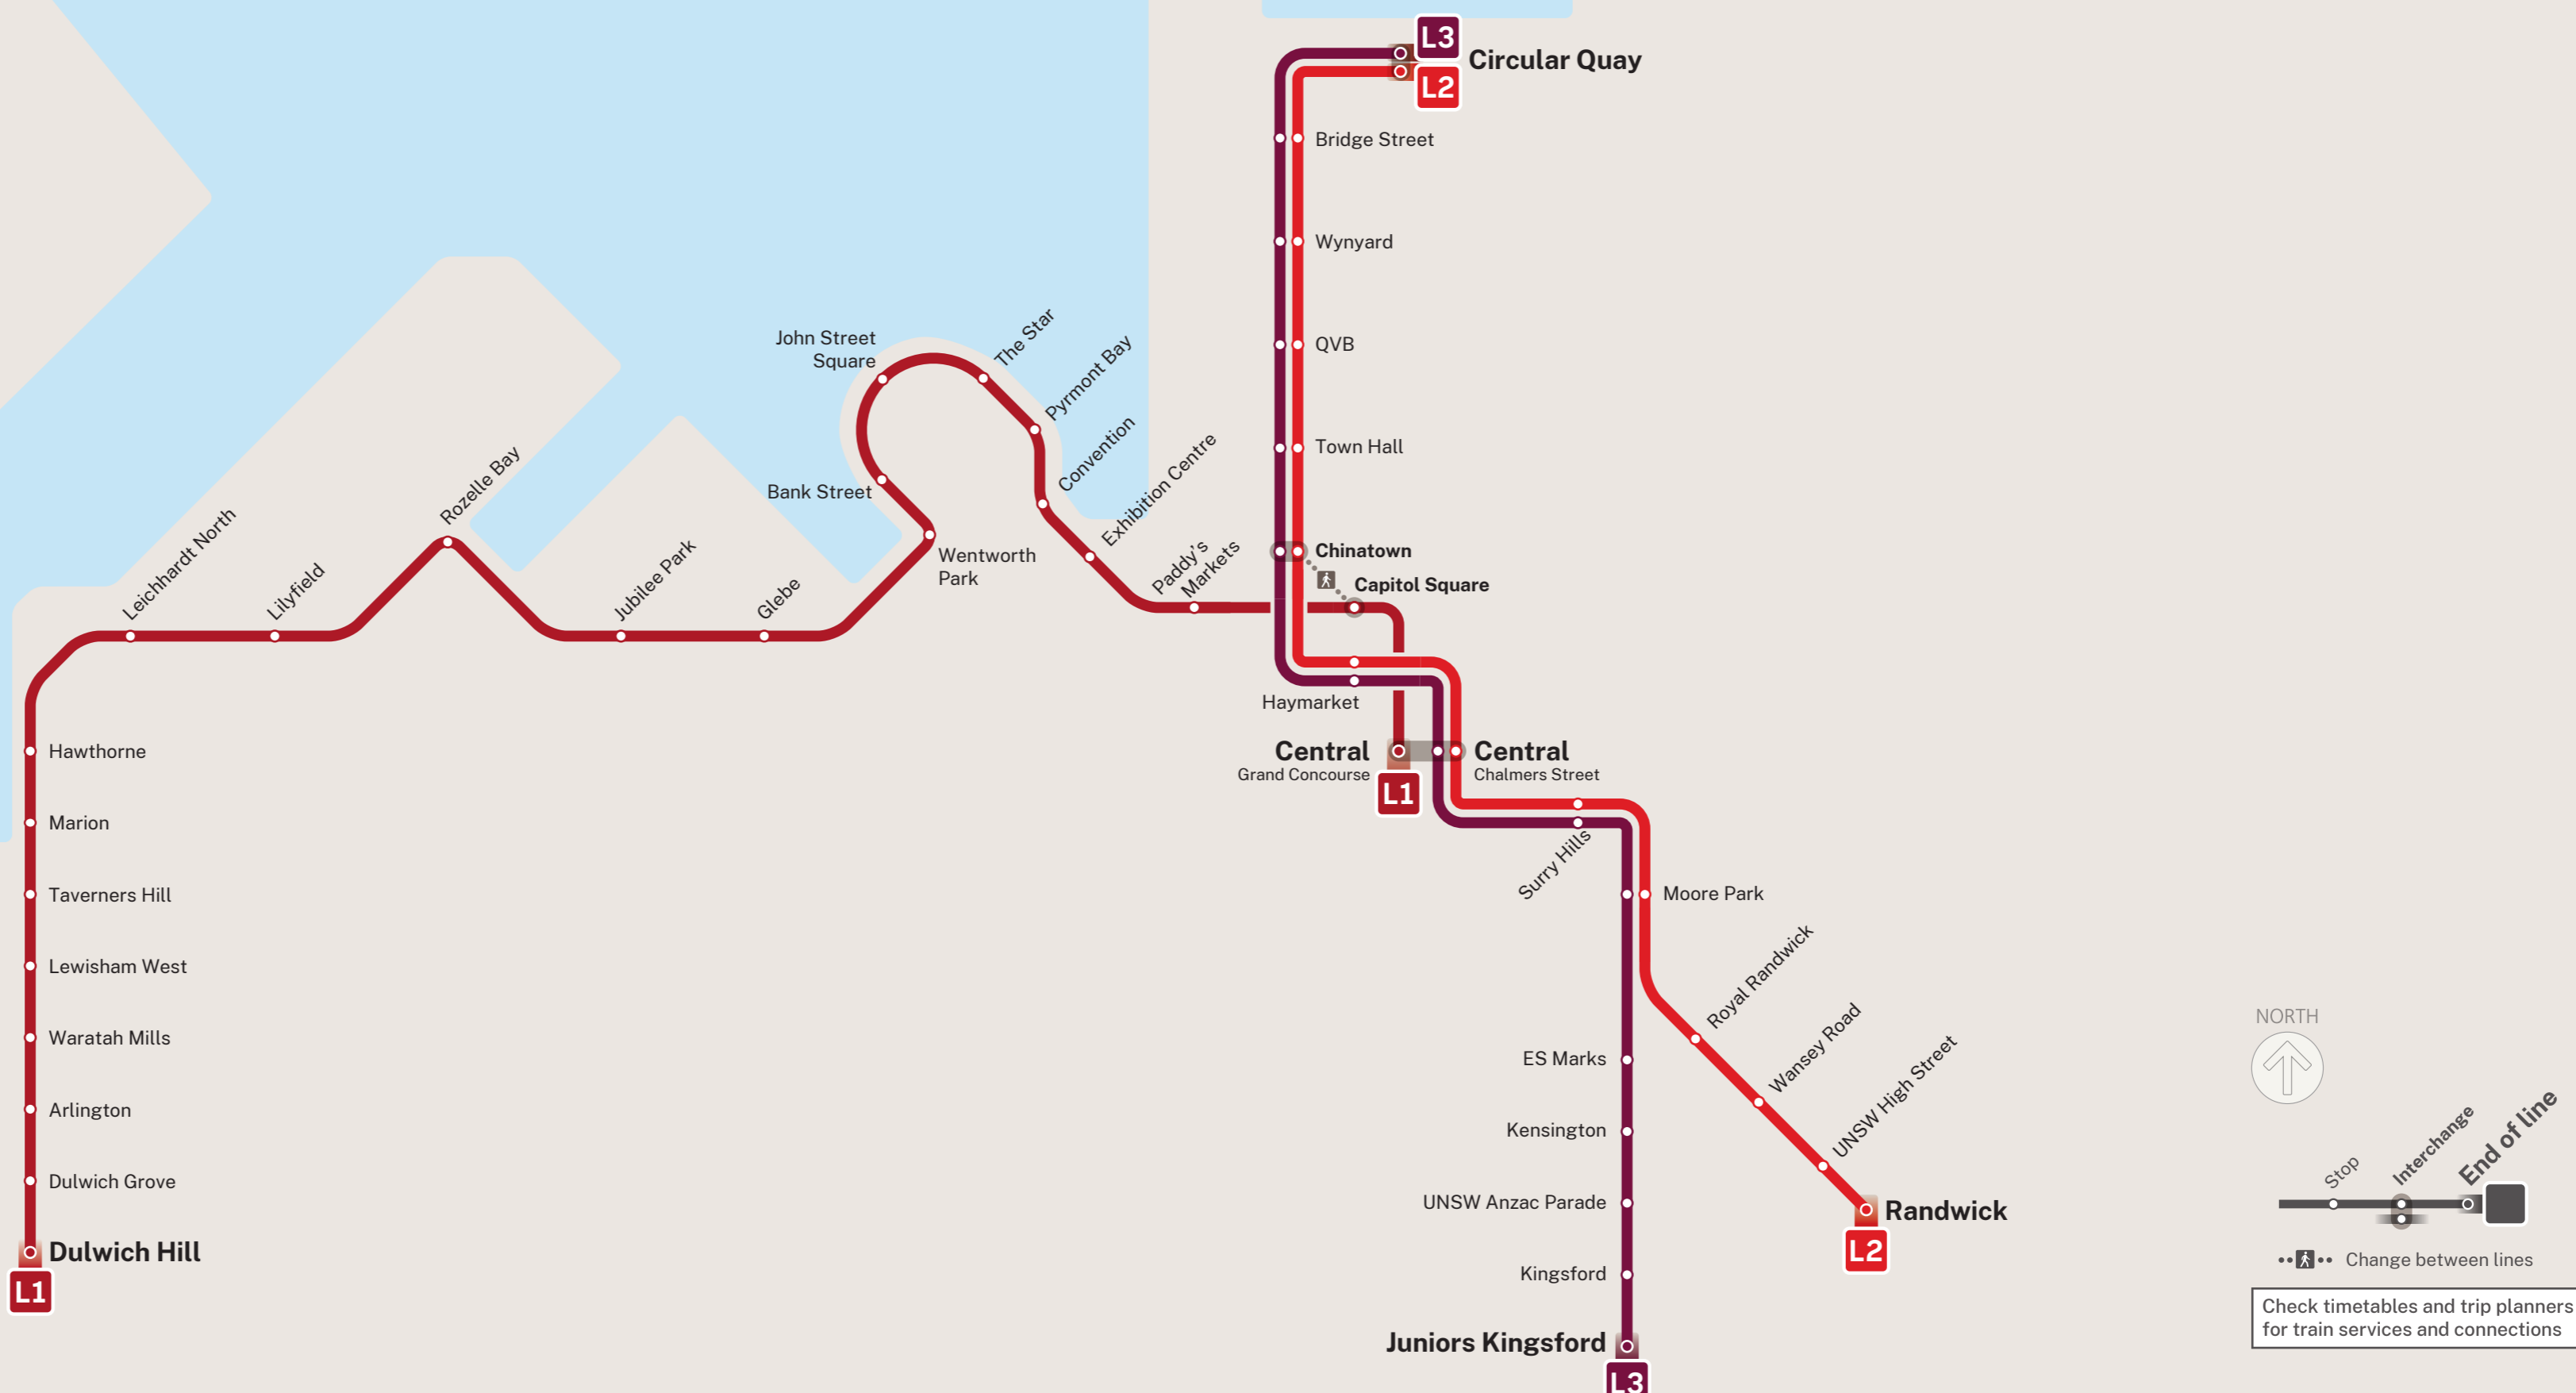 L3
Circular Quay
L2
Bridge Street
Wynyard
QVB
Town Hall
Chinatown
Capitol Square
Haymarket
Central
Grand Concourse
L1
Central
Chalmers Street
Surry Hills
Moore Park
Royal Randwick
Wansey Road
UNSW High Street
Randwick
L2
ES Marks
Kensington
UNSW Anzac Parade
Kingsford
Juniors Kingsford
L3
John Street
Square
The Star
Pyrmont Bay
Convention
Exhibition Centre
Paddy's
Markets
Bank Street
Wentworth
Park
Glebe
Jubilee Park
Rozelle Bay
Lilyfield
Leichhardt North
Hawthorne
Marion
Taverners Hill
Lewisham West
Waratah Mills
Arlington
Dulwich Grove
Dulwich Hill
L1
NORTH
Stop
Interchange
End of line
Change between lines
Check timetables and trip planners
for train services and connections